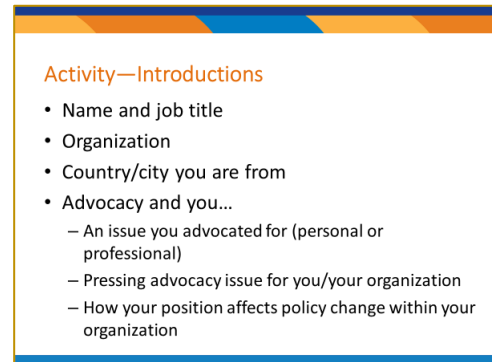 Activity—Introductions
• Name and job title
• Organization
• Country/city you are from
• Advocacy and you…
– An issue you advocated for (personal or
professional)
– Pressing advocacy issue for you/your organization
– How your position affects policy change within your
organization